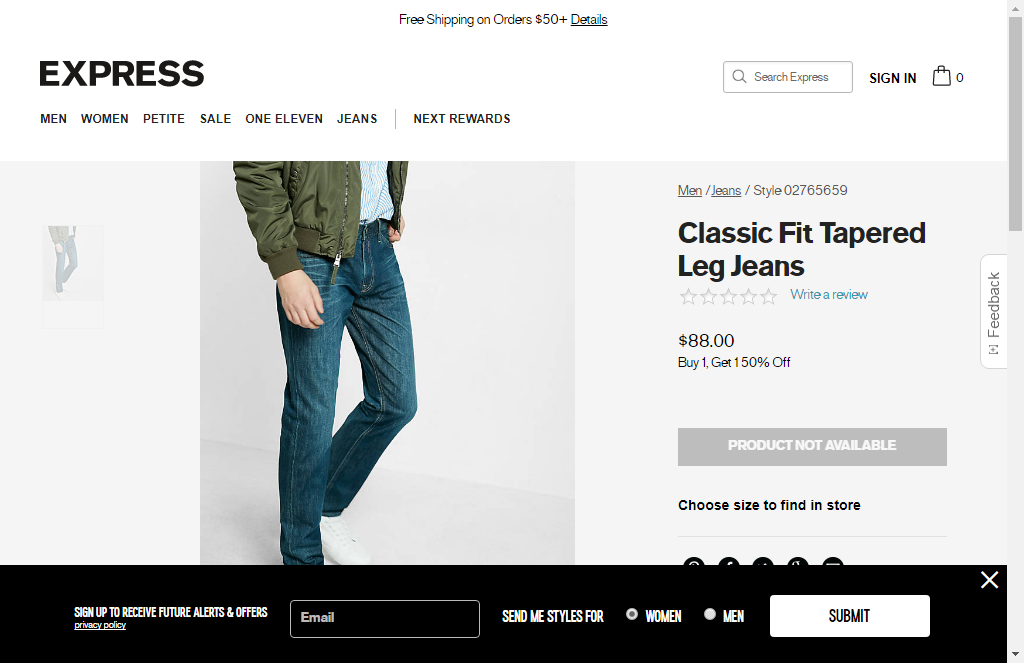 Free Shipping on Orders $50+ Details
EXPRESS
Search Express
SIGN IN
0
MEN WOMEN PETITE SALE ONE ELEVEN JEANS NEXT REWARDS
Men / Jeans / Style 02765659
Classic Fit Tapered
Leg Jeans
Write a review
Feedback
$88.00
Buy 1, Get 1 50% Off
PRODUCT NOT AVAILABLE
Choose size to find in store
SIGN UP TO RECEIVE FUTURE ALERTS & OFFERS
privacy policy
Email
SEND ME STYLES FOR
WOMEN
MEN
SUBMIT